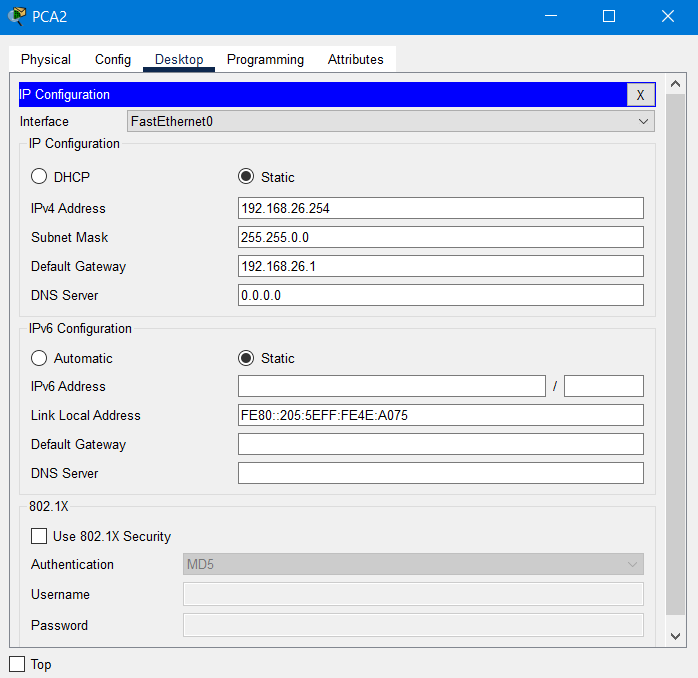 PCA2
Physical Config Desktop Programming Attributes
IP Configuration X
Interface FastEthernet0
IP Configuration
DHCP Static
IPv4 Address 192.168.26.254
Subnet Mask 255.255.0.0
Default Gateway 192.168.26.1
DNS Server 0.0.0.0
IPv6 Configuration
Automatic Static
IPv6 Address /
Link Local Address FE80::205:5EFF:FE4E:A075
Default Gateway
DNS Server
802.1X
Use 802.1X Security
Authentication MD5
Username
Password
Top